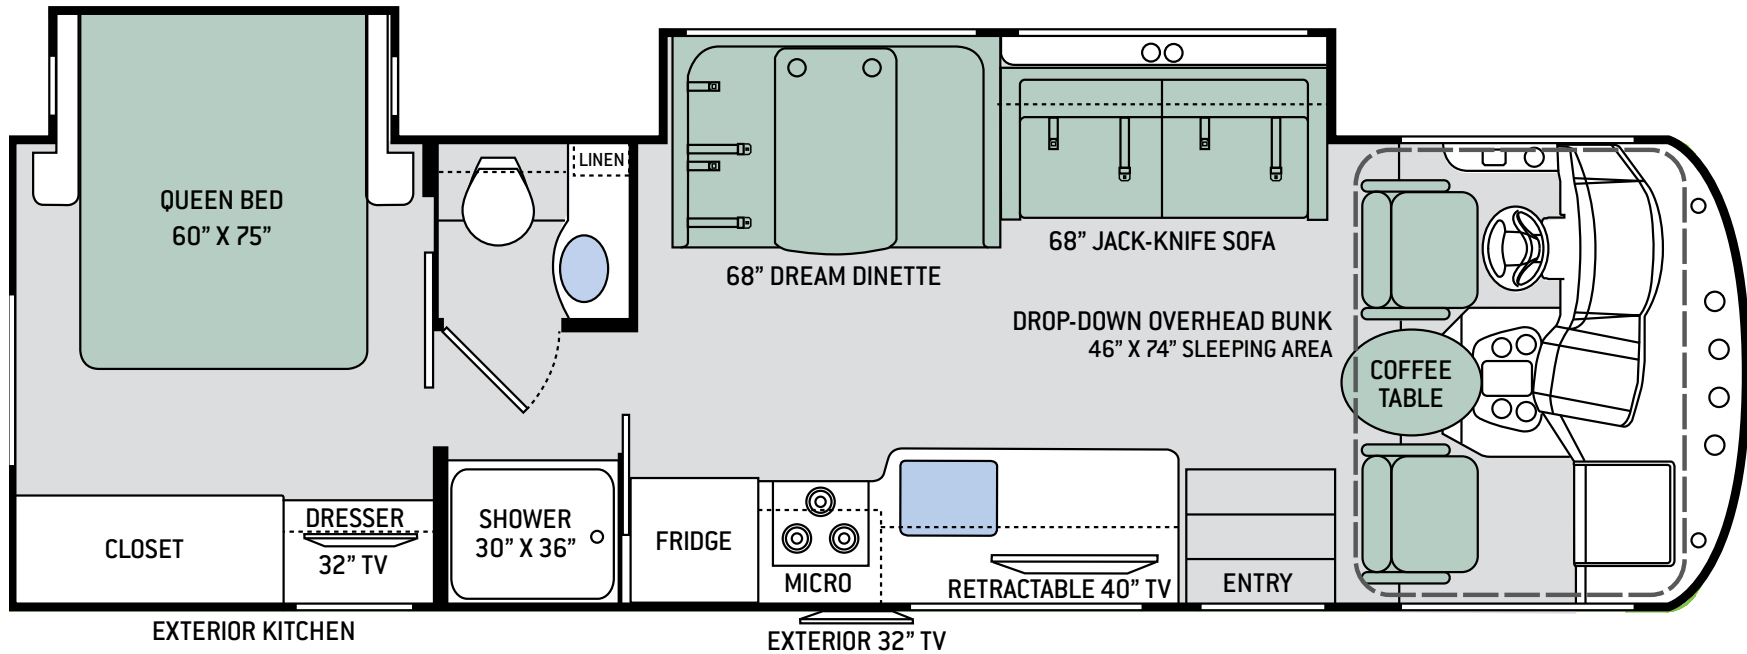 LINEN
QUEEN BED
60” X 75”
68” DREAM DINETTE
68” JACK-KNIFE SOFA
DROP-DOWN OVERHEAD BUNK
46” X 74” SLEEPING AREA
COFFEE
TABLE
CLOSET
DRESSER
32” TV
SHOWER
30” X 36”
FRIDGE
MICRO
RETRACTABLE 40” TV
ENTRY
EXTERIOR KITCHEN
EXTERIOR 32” TV